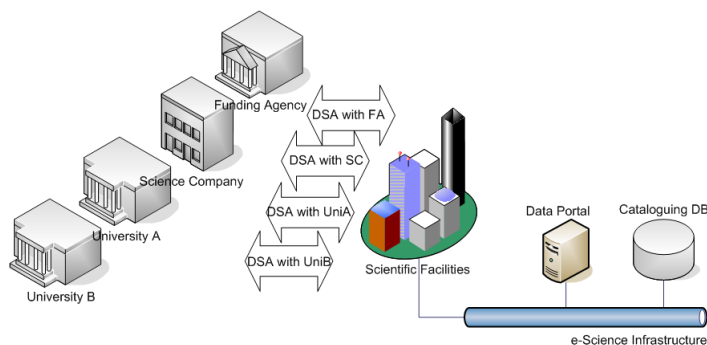 Funding Agency
DSA with FA
Science Company
DSA with SC
University A
DSA with UniA
University B
DSA with UniB
Scientific Facilities
Data Portal
Cataloguing DB
e-Science Infrastructure